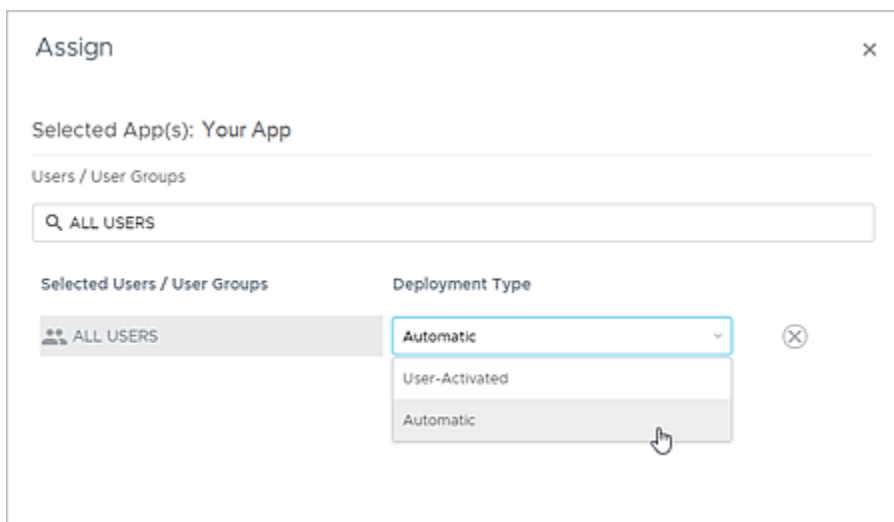 Assign
Selected App(s): Your App
Users / User Groups
ALL USERS
Selected Users / User Groups Deployment Type
ALL USERS Automatic
User-Activated
Automatic